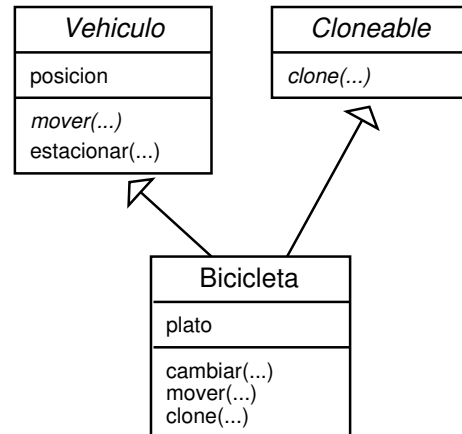 Vehiculo
posicion
mover(...)
estacionar(...)
Cloneable
clone(...)
Bicicleta
plato
cambiar(...)
mover(...)
clone(...)